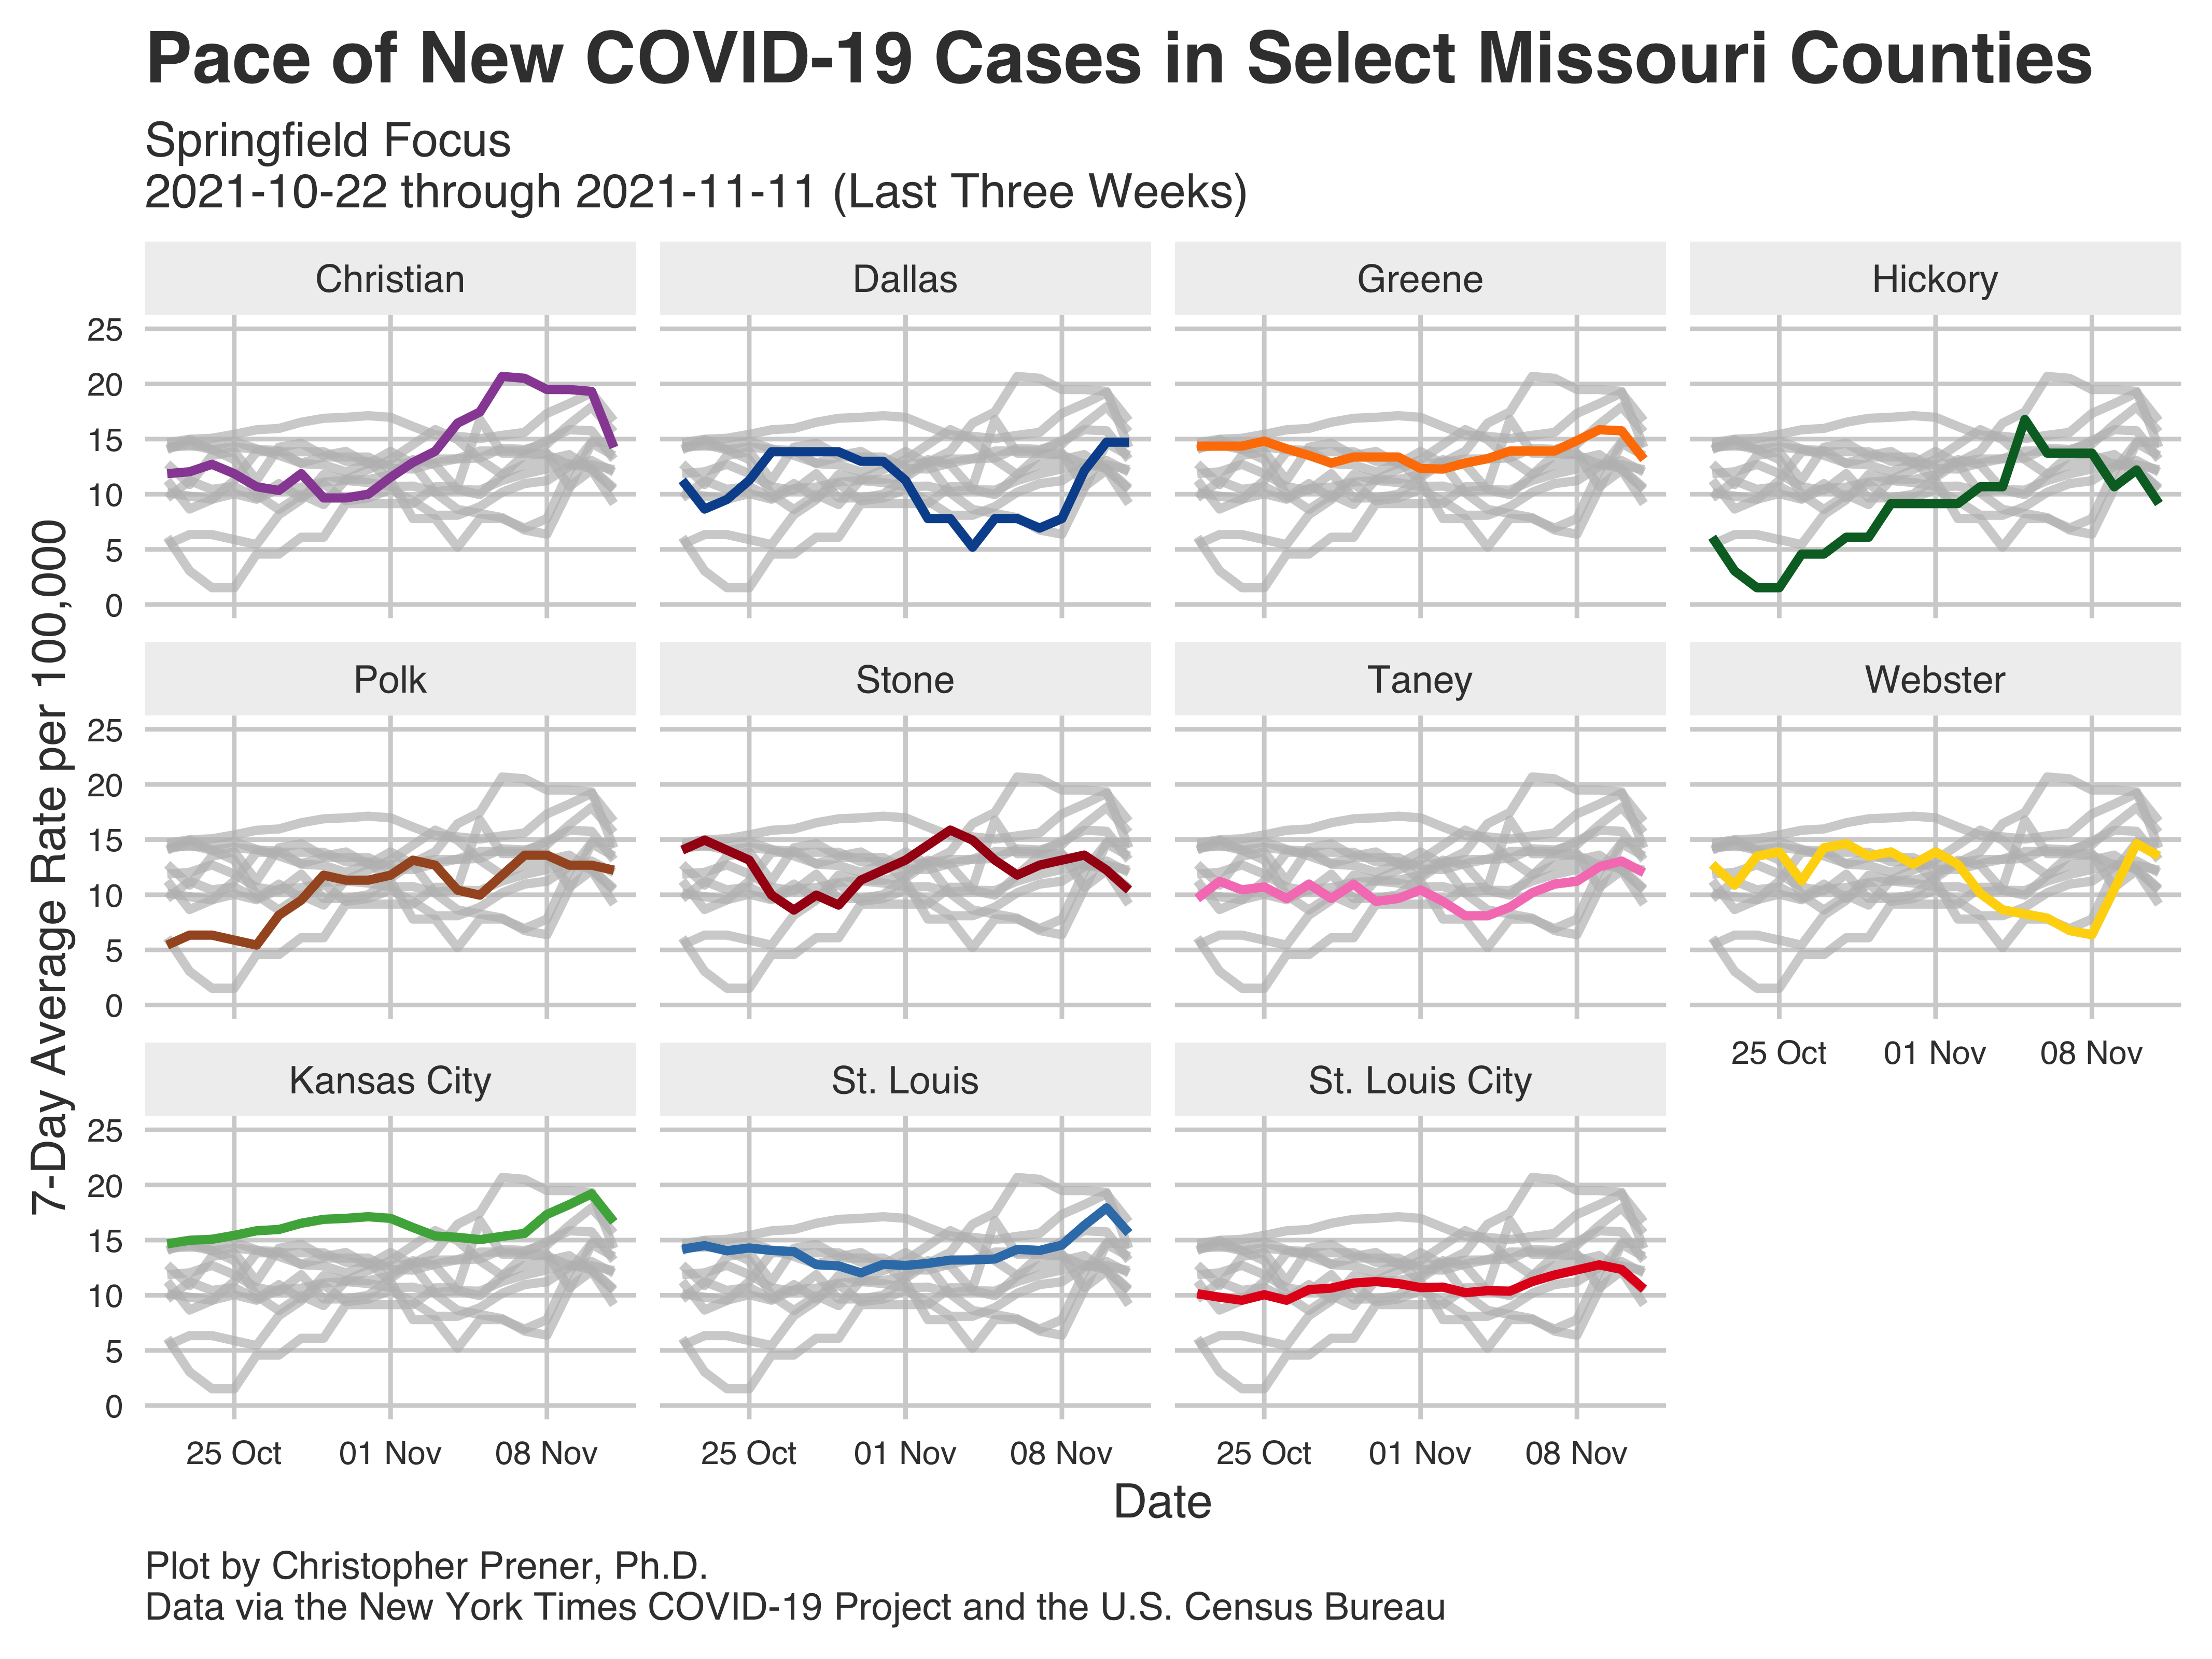 Pace of New COVID-19 Cases in Select Missouri Counties
Springfield Focus
2021-10-22 through 2021-11-11 (Last Three Weeks)
7-Day Average Rate per 100,000
Christian
Dallas
Greene
Hickory
25
20
15
10
5
0
Polk
Stone
Taney
Webster
25
20
15
10
5
0
25 Oct
01 Nov
08 Nov
Kansas City
St. Louis
St. Louis City
25
20
15
10
5
0
25 Oct
01 Nov
08 Nov
25 Oct
01 Nov
08 Nov
25 Oct
01 Nov
08 Nov
Date
Plot by Christopher Prener, Ph.D.
Data via the New York Times COVID-19 Project and the U.S. Census Bureau